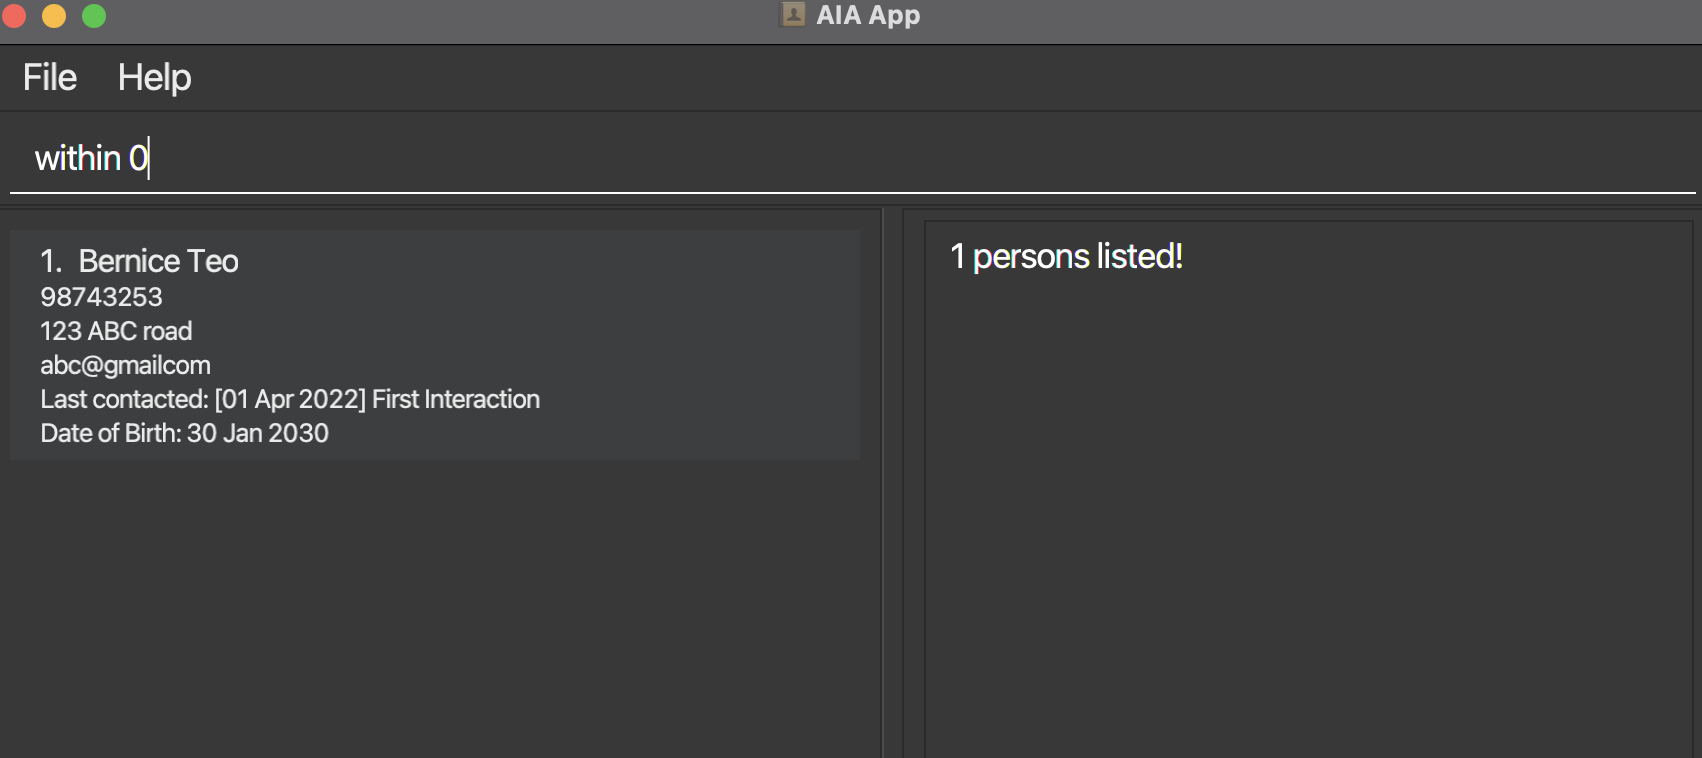 AIA App
File Help
within 0
1. Bernice Teo
98743253
123 ABC road
abc@gmailcom
Last contacted: [01 Apr 2022] First Interaction
Date of Birth: 30 Jan 2030
1 persons listed!